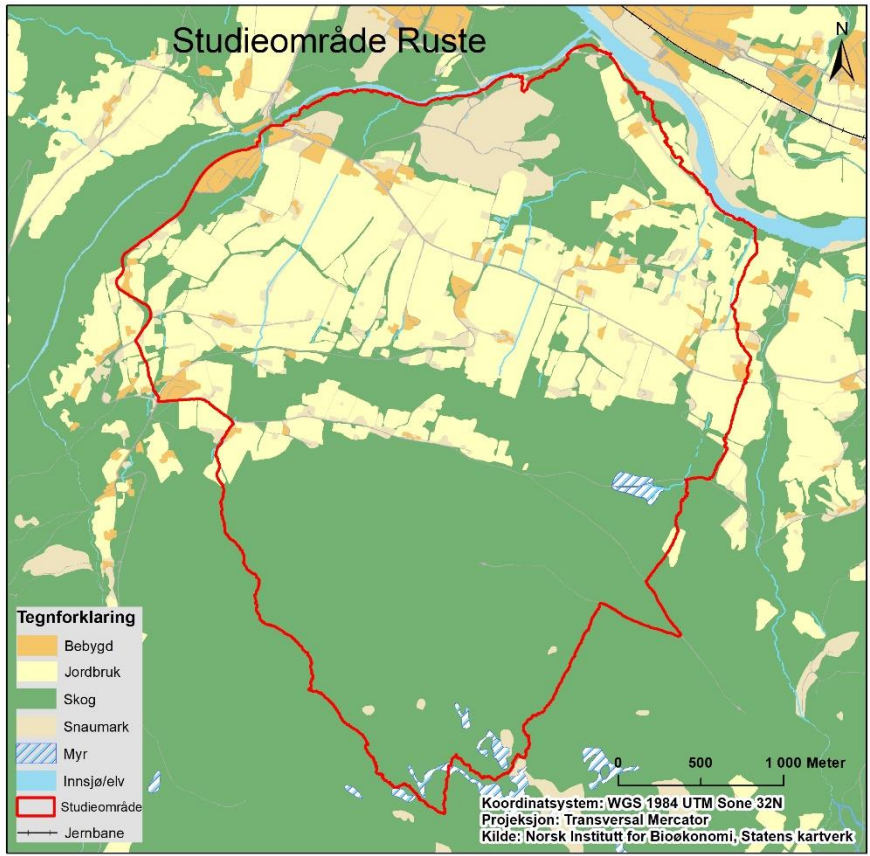 Studieområde Ruste
N
Tegnforklaring
Bebygd
Jordbruk
Skog
Snaumark
Myr
Innsjø/elv
Studieområde
Jernbane
0 500 1 000 Meter
Koordinatsystem: WGS 1984 UTM Sone 32N
Projeksjon: Transversal Mercator
Kilde: Norsk Institutt for Bioøkonomi, Statens kartverk